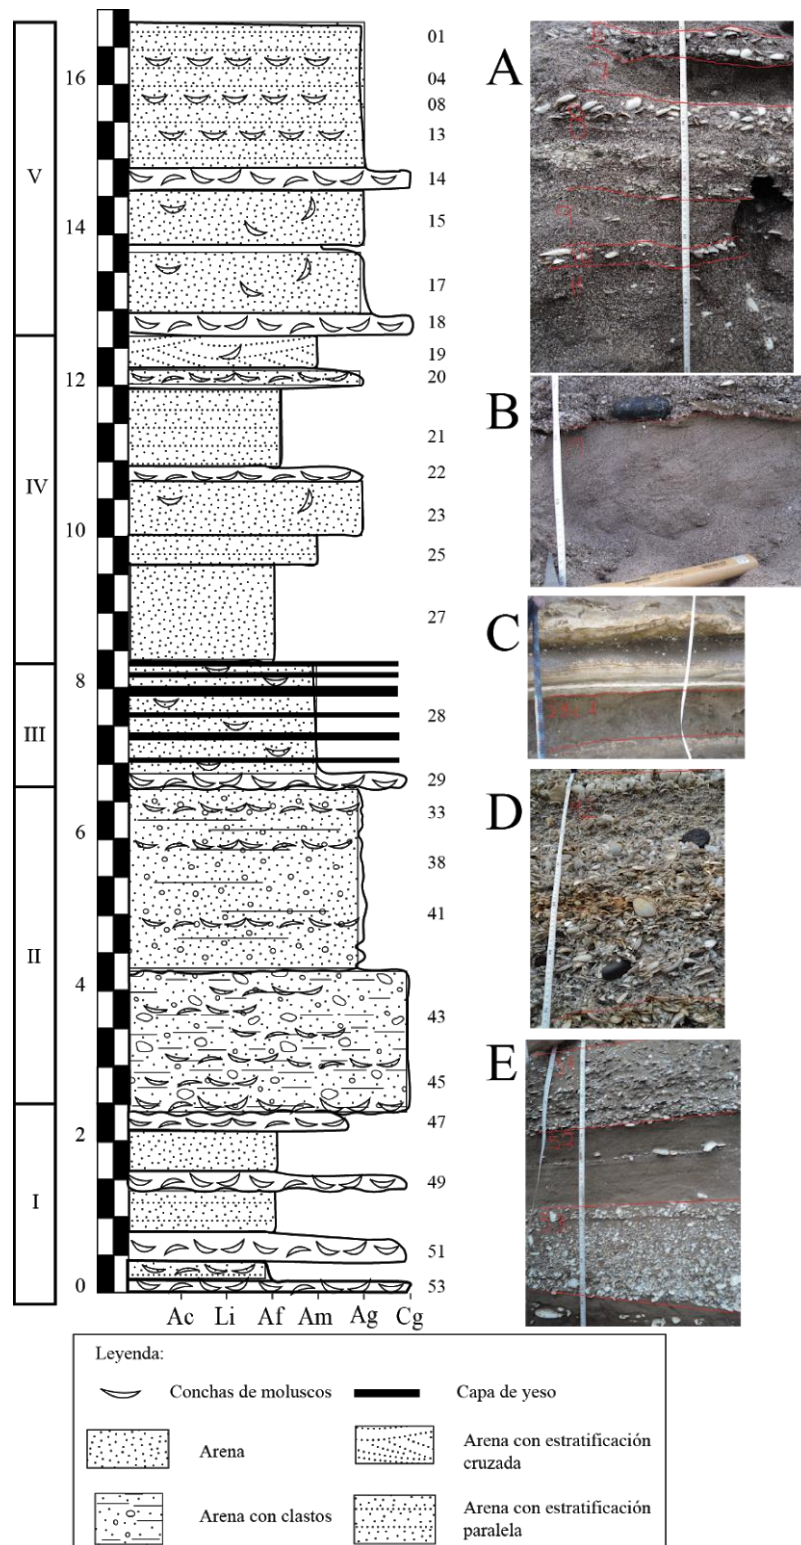 01
16
04
08
13
V
14
15
14
17
18
19
12
20
21
IV
22
23
10
25
27
8
28
III
29
33
6
38
41
II
4
43
45
47
2
49
I
51
53
0
Ac Li Af Am Ag Cg
A
B
C
D
E
Leyenda:
Conchas de moluscos
Capa de yeso
Arena
Arena con estratificación
cruzada
Arena con clastos
Arena con estratificación
paralela